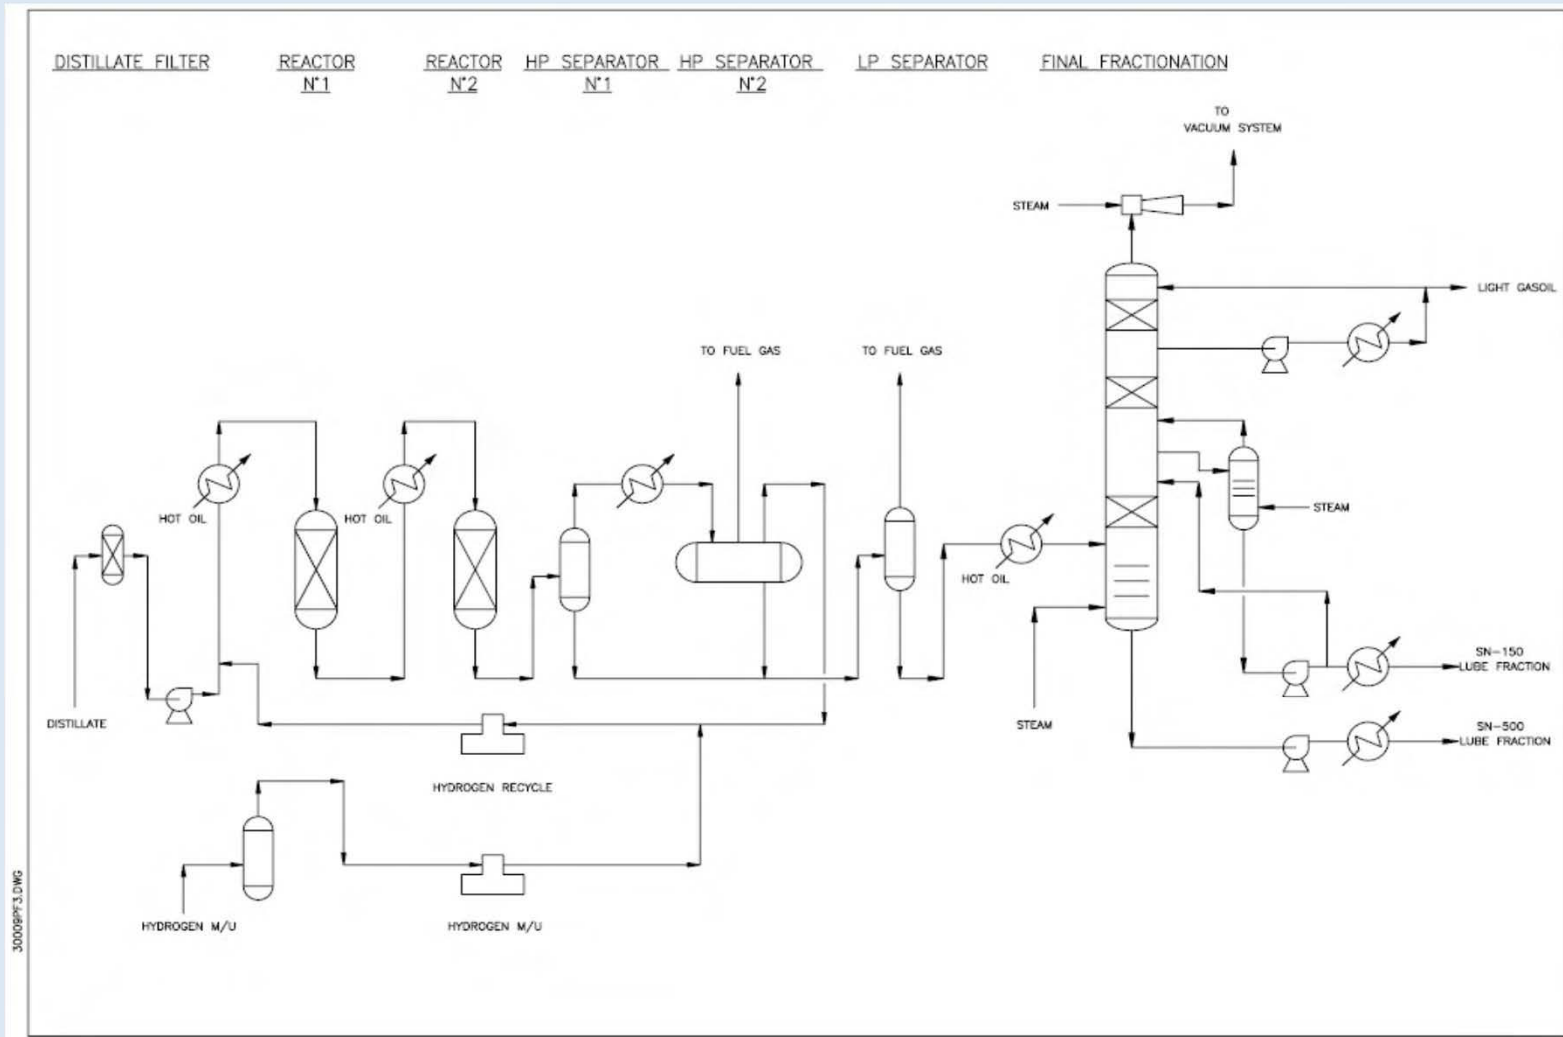 DISTILLATE FILTER
REACTOR
N°1
REACTOR
N°2
HP SEPARATOR
N°1
HP SEPARATOR
N°2
LP SEPARATOR
FINAL FRACTIONATION
TO
VACUUM SYSTEM
STEAM
LIGHT GASOIL
TO FUEL GAS
TO FUEL GAS
HOT OIL
HOT OIL
STEAM
HOT OIL
SN-150
LUBE FRACTION
DISTILLATE
STEAM
SN-500
LUBE FRACTION
HYDROGEN RECYCLE
HYDROGEN M/U
HYDROGEN M/U
30009PF3.DWG